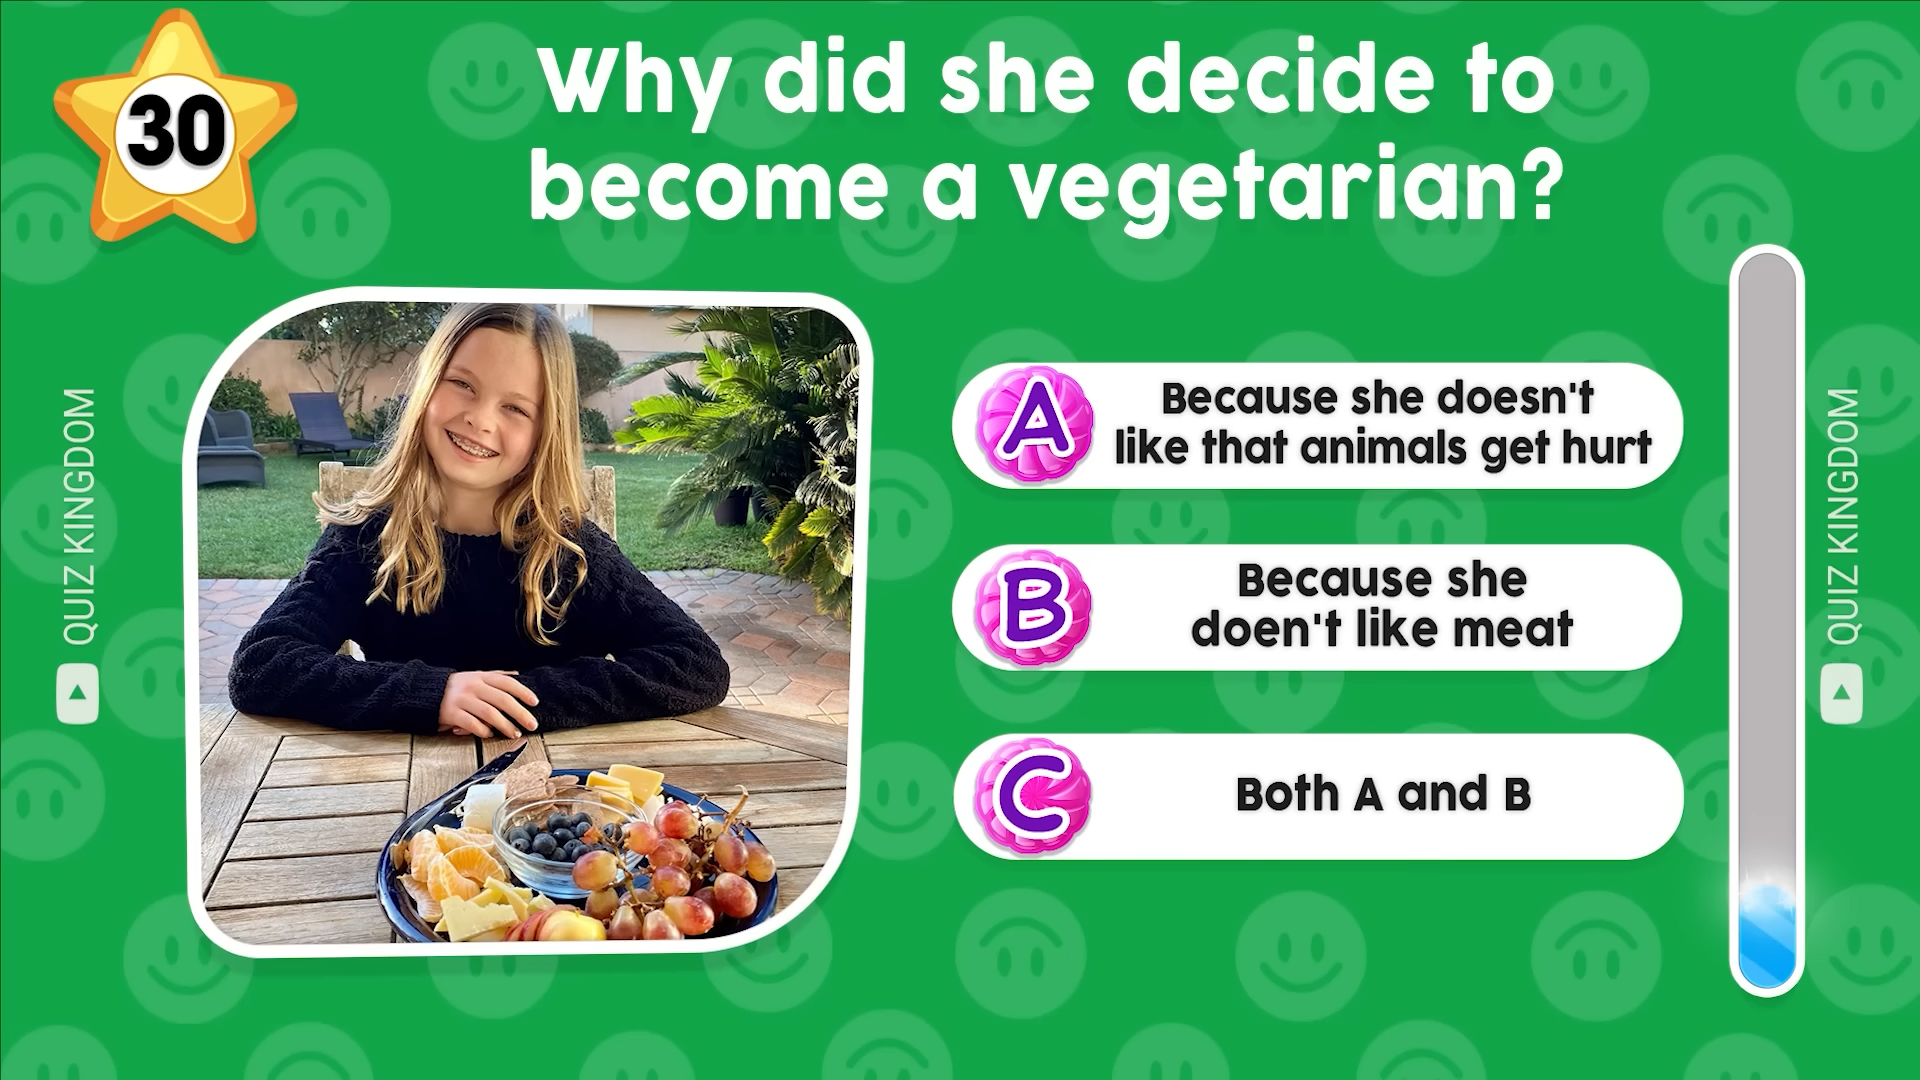 30
Why did she decide to
become a vegetarian?
QUIZ KINGDOM
A
Because she doesn't
like that animals get hurt
B
Because she
doen't like meat
C
Both A and B
QUIZ KINGDOM